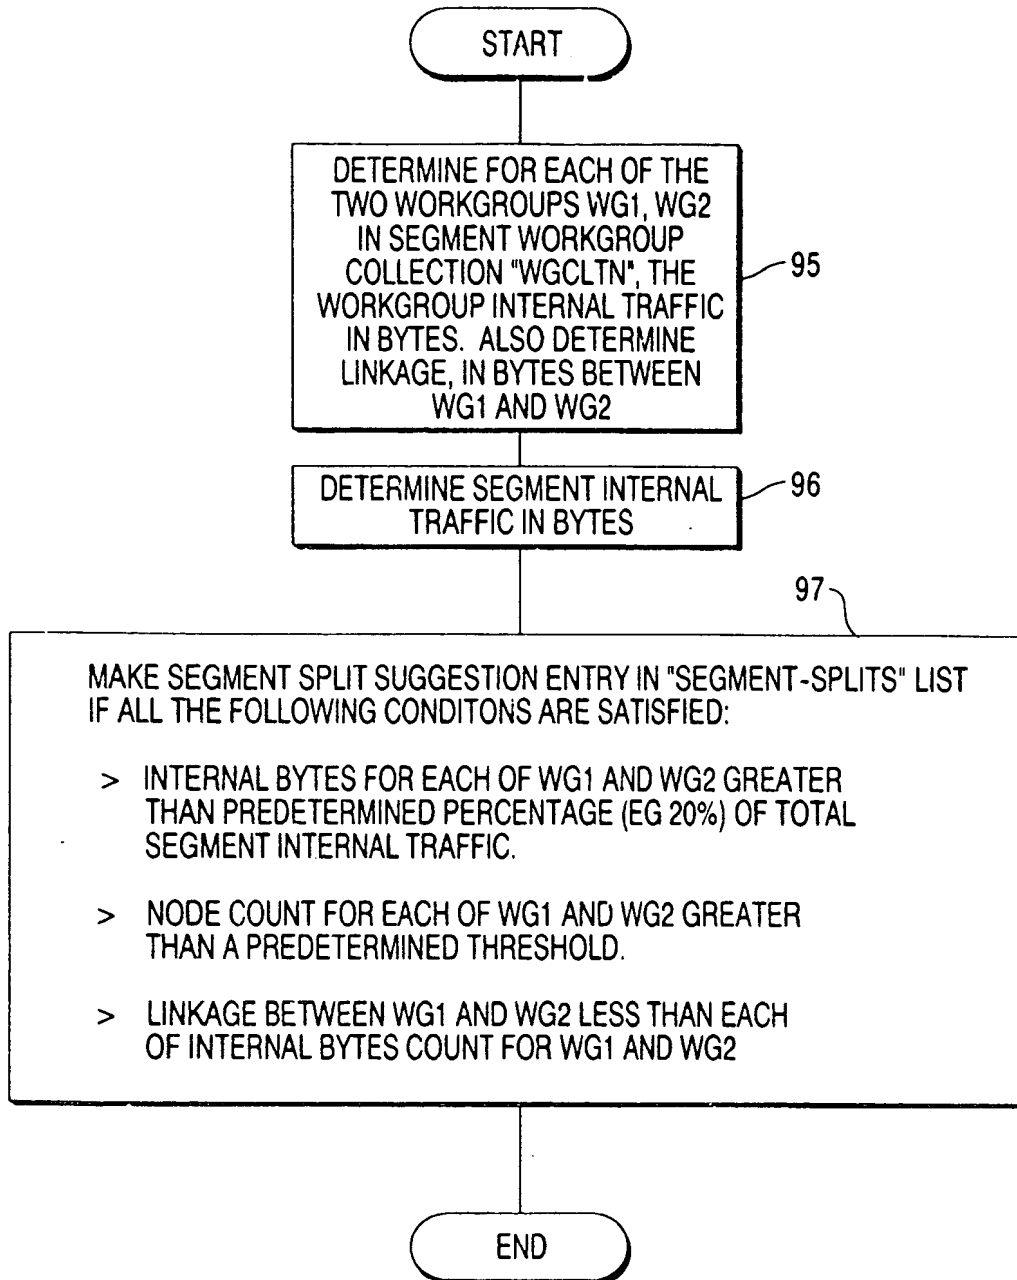 START
DETERMINE FOR EACH OF THE
TWO WORKGROUPS WG1, WG2
IN SEGMENT WORKGROUP
COLLECTION "WGCLTN", THE
WORKGROUP INTERNAL TRAFFIC
IN BYTES. ALSO DETERMINE
LINKAGE, IN BYTES BETWEEN
WG1 AND WG2
95
DETERMINE SEGMENT INTERNAL
TRAFFIC IN BYTES
96
97
MAKE SEGMENT SPLIT SUGGESTION ENTRY IN "SEGMENT-SPLITS" LIST
IF ALL THE FOLLOWING CONDITONS ARE SATISFIED:
> INTERNAL BYTES FOR EACH OF WG1 AND WG2 GREATER
THAN PREDETERMINED PERCENTAGE (EG 20%) OF TOTAL
SEGMENT INTERNAL TRAFFIC.
> NODE COUNT FOR EACH OF WG1 AND WG2 GREATER
THAN A PREDETERMINED THRESHOLD.
> LINKAGE BETWEEN WG1 AND WG2 LESS THAN EACH
OF INTERNAL BYTES COUNT FOR WG1 AND WG2
END